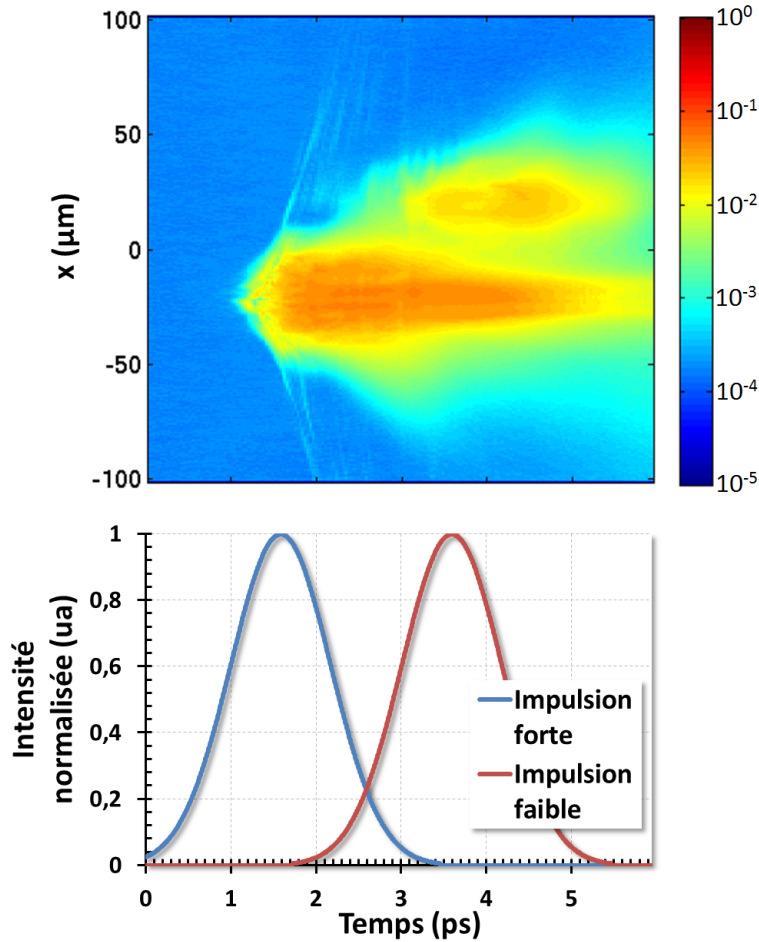 100
50
0
-50
-100
x (μm)
10⁰
10⁻¹
10⁻²
10⁻³
10⁻⁴
10⁻⁵
1
0,8
0,6
0,4
0,2
0
Intensité
normalisée (ua)
Impulsion
forte
Impulsion
faible
0 1 2 3 4 5
Temps (ps)